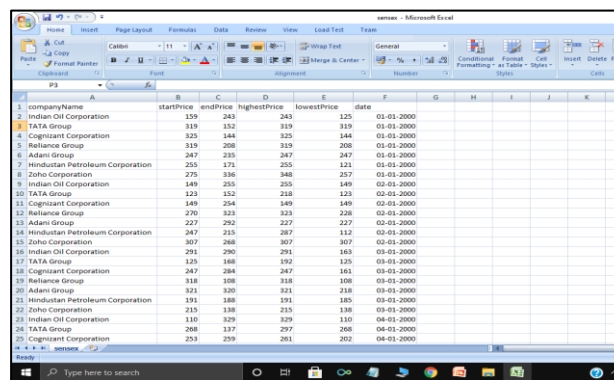 sensex - Microsoft Excel
Home Insert Page Layout Formulas Data Review View Load Test Team
Cut
Copy
Format Painter
Paste
Calibri 11
Wrap Text
Merge & Center
General
Conditional Formatting
Format as Table
Cell Styles
Insert Delete
Clipboard Font Alignment Number Styles Cells
P3 fx
A B C D E F G H I J K
1 companyName startPrice endPrice highestPrice lowestPrice date
2 Indian Oil Corporation 159 243 243 125 01-01-2000
3 TATA Group 319 152 319 319 01-01-2000
4 Cognizant Corporation 325 144 325 144 01-01-2000
5 Reliance Group 319 208 319 208 01-01-2000
6 Adani Group 247 235 247 247 01-01-2000
7 Hindustan Petroleum Corporation 255 171 255 121 01-01-2000
8 Zoho Corporation 275 336 348 257 01-01-2000
9 Indian Oil Corporation 149 255 255 149 02-01-2000
10 TATA Group 123 152 218 123 02-01-2000
11 Cognizant Corporation 149 254 149 149 02-01-2000
12 Reliance Group 270 323 323 228 02-01-2000
13 Adani Group 227 292 227 227 02-01-2000
14 Hindustan Petroleum Corporation 247 215 287 112 02-01-2000
15 Zoho Corporation 307 268 307 307 02-01-2000
16 Indian Oil Corporation 291 290 291 163 03-01-2000
17 TATA Group 125 168 192 125 03-01-2000
18 Cognizant Corporation 247 284 247 161 03-01-2000
19 Reliance Group 318 108 318 108 03-01-2000
20 Adani Group 321 320 321 218 03-01-2000
21 Hindustan Petroleum Corporation 191 188 191 185 03-01-2000
22 Zoho Corporation 215 138 215 138 03-01-2000
23 Indian Oil Corporation 110 329 329 110 04-01-2000
24 TATA Group 268 137 297 268 04-01-2000
25 Cognizant Corporation 253 259 261 202 04-01-2000
sensex
Ready
Type here to search